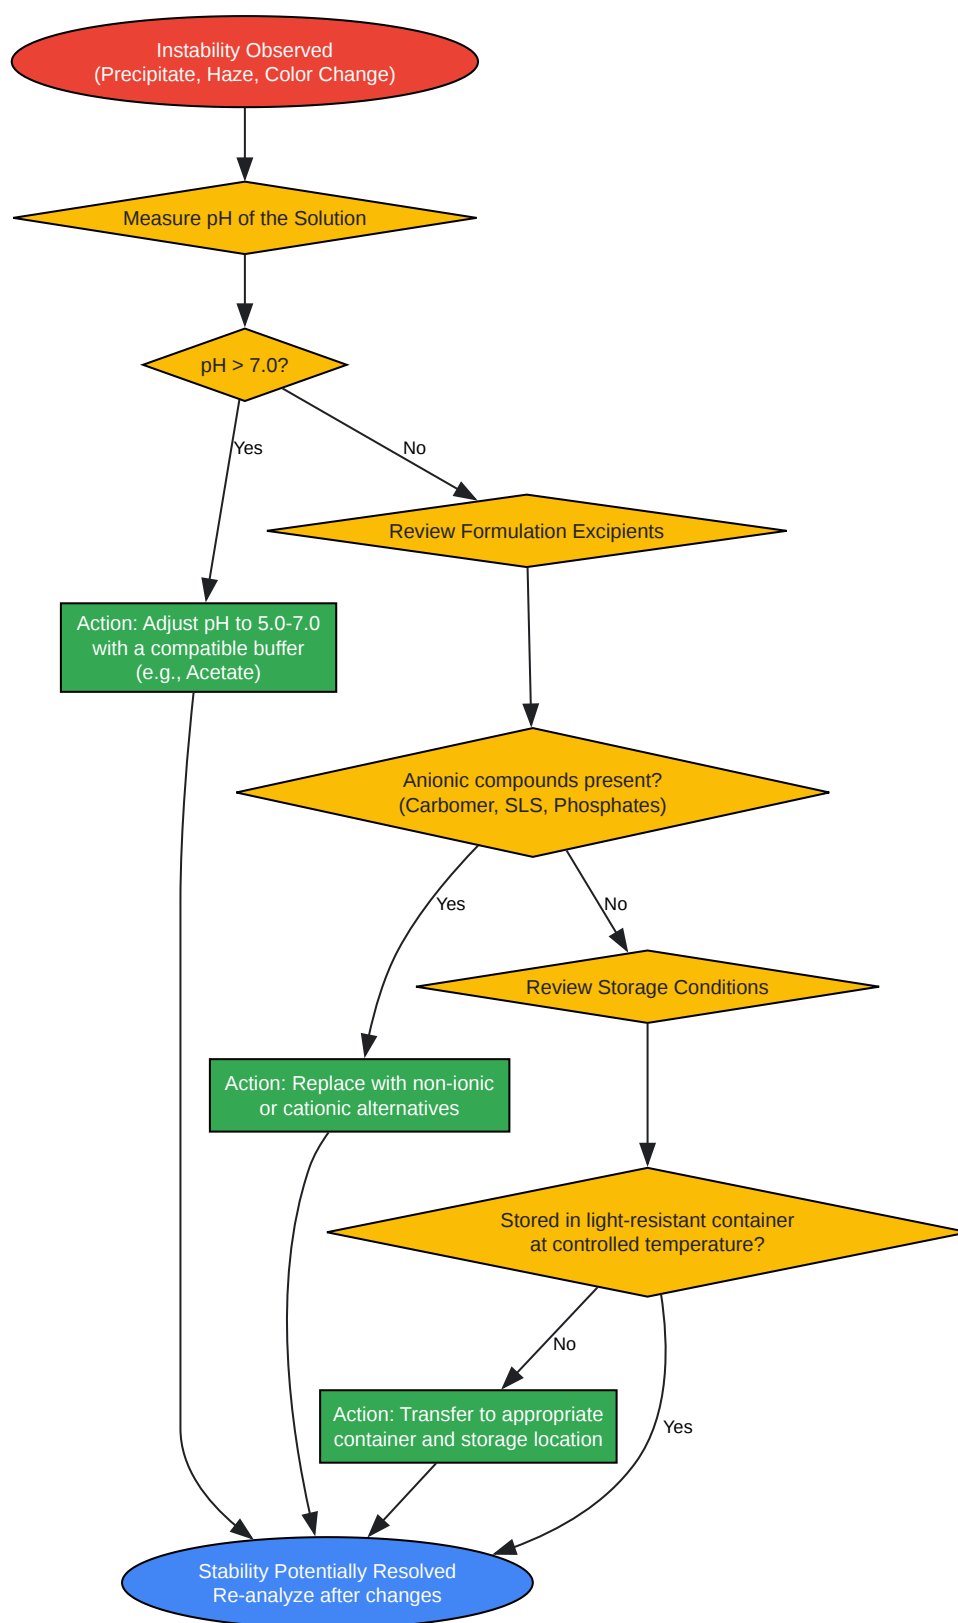 Instability Observed
(Precipitate, Haze, Color Change)
Measure pH of the Solution
pH > 7.0?
Yes
No
Review Formulation Excipients
Action: Adjust pH to 5.0-7.0
with a compatible buffer
(e.g., Acetate)
Anionic compounds present?
(Carbomer, SLS, Phosphates)
Yes
No
Review Storage Conditions
Action: Replace with non-ionic
or cationic alternatives
Stored in light-resistant container
at controlled temperature?
No
Action: Transfer to appropriate
container and storage location
Yes
Stability Potentially Resolved
Re-analyze after changes